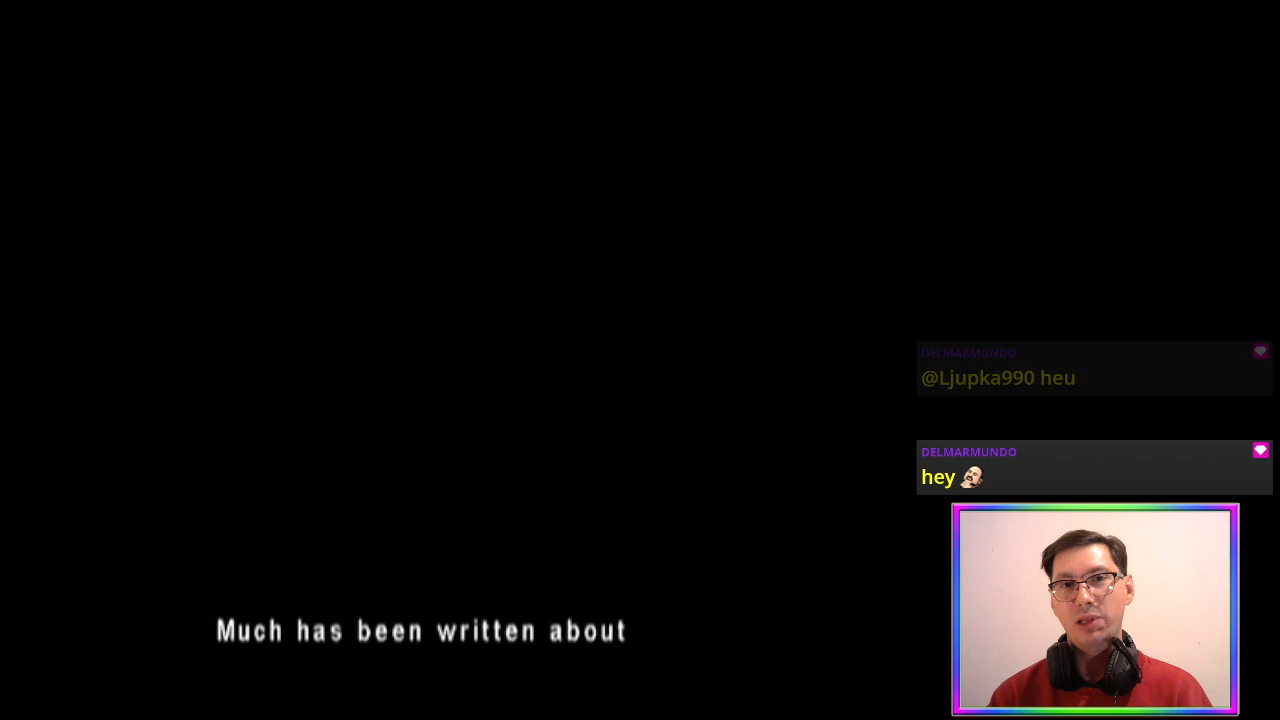 DELMARMUNDO
@Ljupka990 heu
DELMARMUNDO
hey
Much has been written about